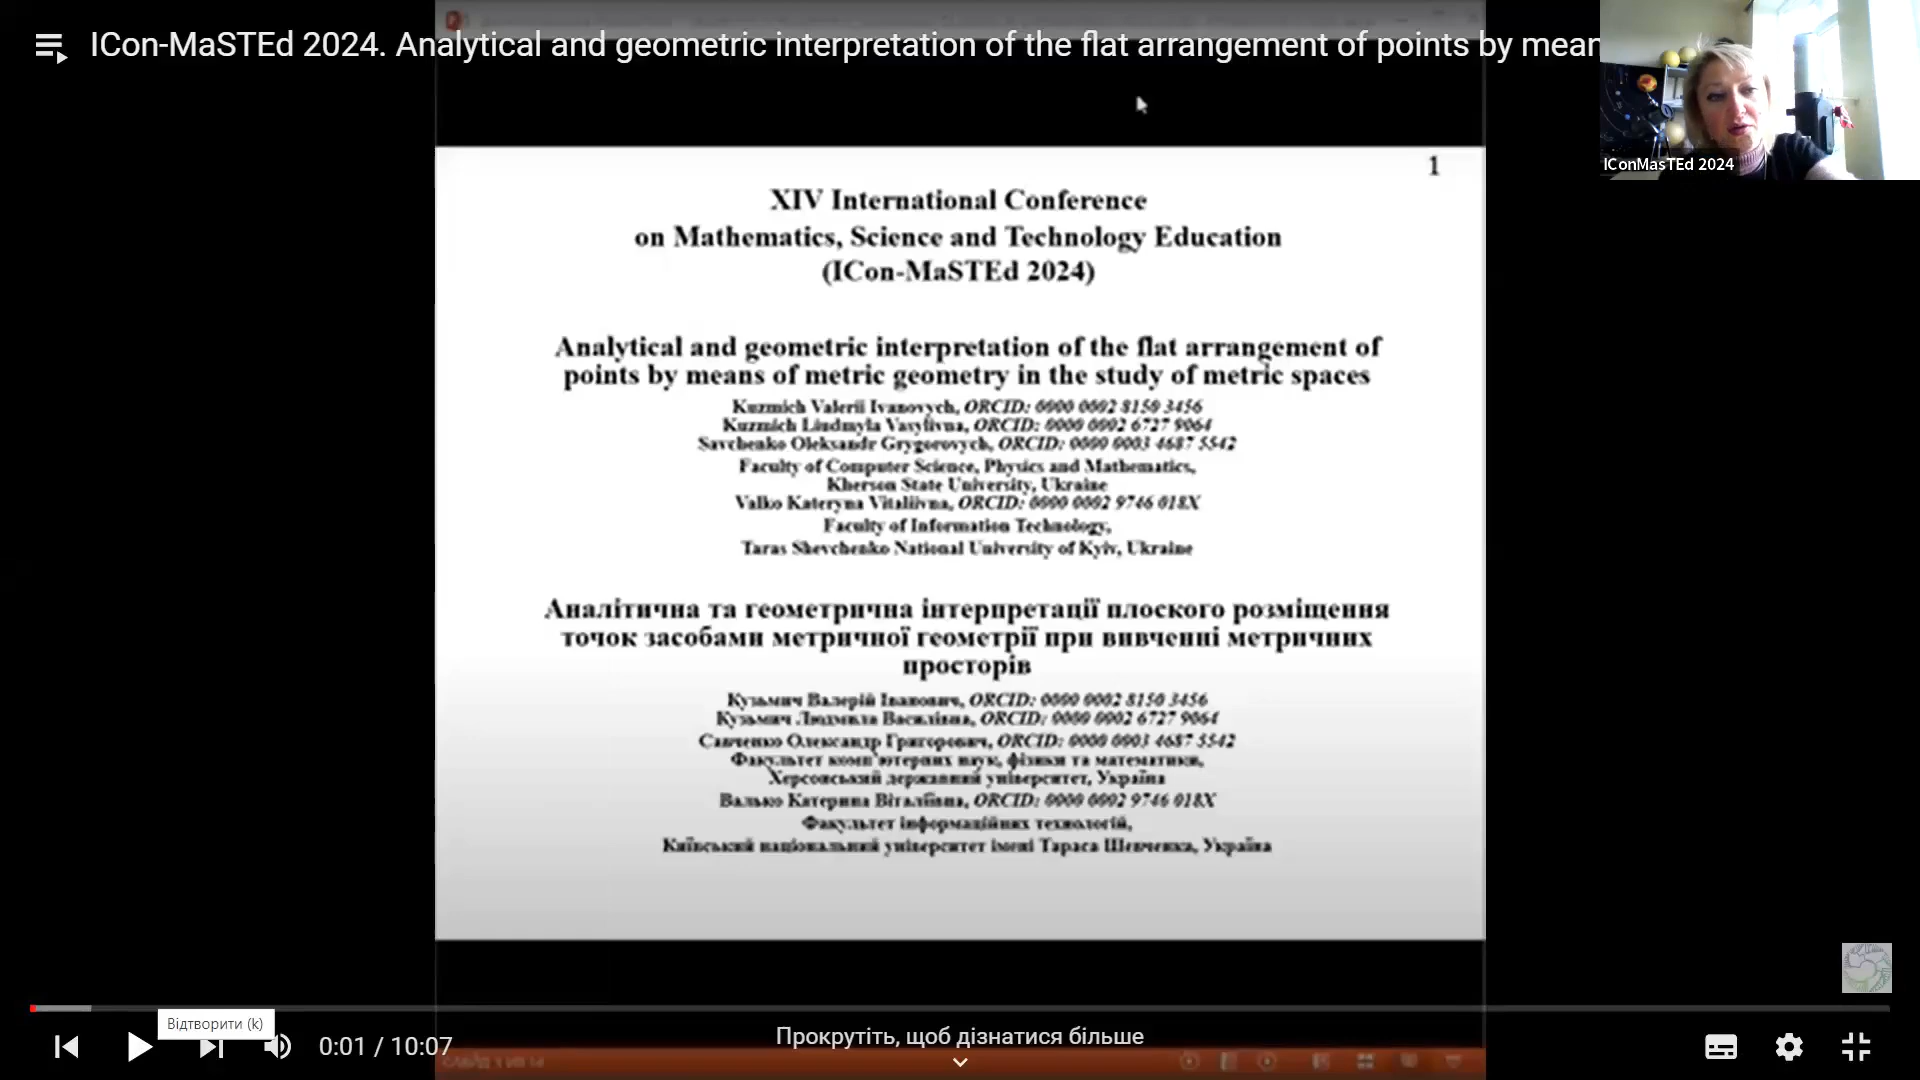 ICon-MaSTEd 2024. Analytical and geometric interpretation of the flat arrangement of points by mean
IConMasTEd 2024
1
XIV International Conference
on Mathematics, Science and Technology Education
(ICon-MaSTEd 2024)
Analytical and geometric interpretation of the flat arrangement of
points by means of metric geometry in the study of metric spaces
Kuzmich Valerii Ivanovych, ORCID: 0000 0002 8150 3456
Kuzmich Liudmyla Vasylivna, ORCID: 0000 0002 6727 9064
Savchenko Oleksandr Grygorovych, ORCID: 0000 0003 4687 5542
Faculty of Computer Science, Physics and Mathematics,
Kherson State University, Ukraine
Valko Kateryna Vitaliivna, ORCID: 0000 0002 9746 018X
Faculty of Information Technology,
Taras Shevchenko National University of Kyiv, Ukraine
Аналітична та геометрична інтерпретації плоского розміщення
точок засобами метричної геометрії при вивченні метричних
просторів
Кузьмич Валерій Іванович, ORCID: 0000 0002 8150 3456
Кузьмич Людмила Василівна, ORCID: 0000 0002 6727 9064
Савченко Олександр Григорович, ORCID: 0000 0003 4687 5542
Факультет комп'ютерних наук, фізики та математики,
Херсонський державний університет, Україна
Валько Катерина Віталіївна, ORCID: 0000 0002 9746 018X
Факультет інформаційних технологій,
Київський національний університет імені Тараса Шевченка, Україна
Відтворити (k)
0:01 / 10:07
Прокрутіть, щоб дізнатися більше